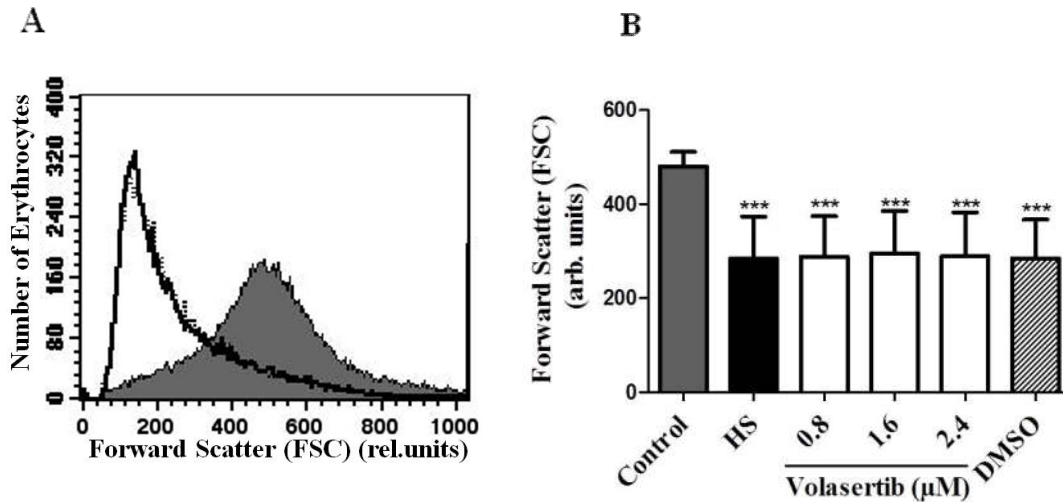 A
Number of Erythrocytes
400
320
240
160
80
0
0 200 400 600 800 1000
Forward Scatter (FSC) (rel.units)
B
Forward Scatter (FSC)
(arb. units)
600
400
200
0
*** *** *** *** ***
Control HS 0.8 1.6 2.4 DMSO
Volasertib (μM)